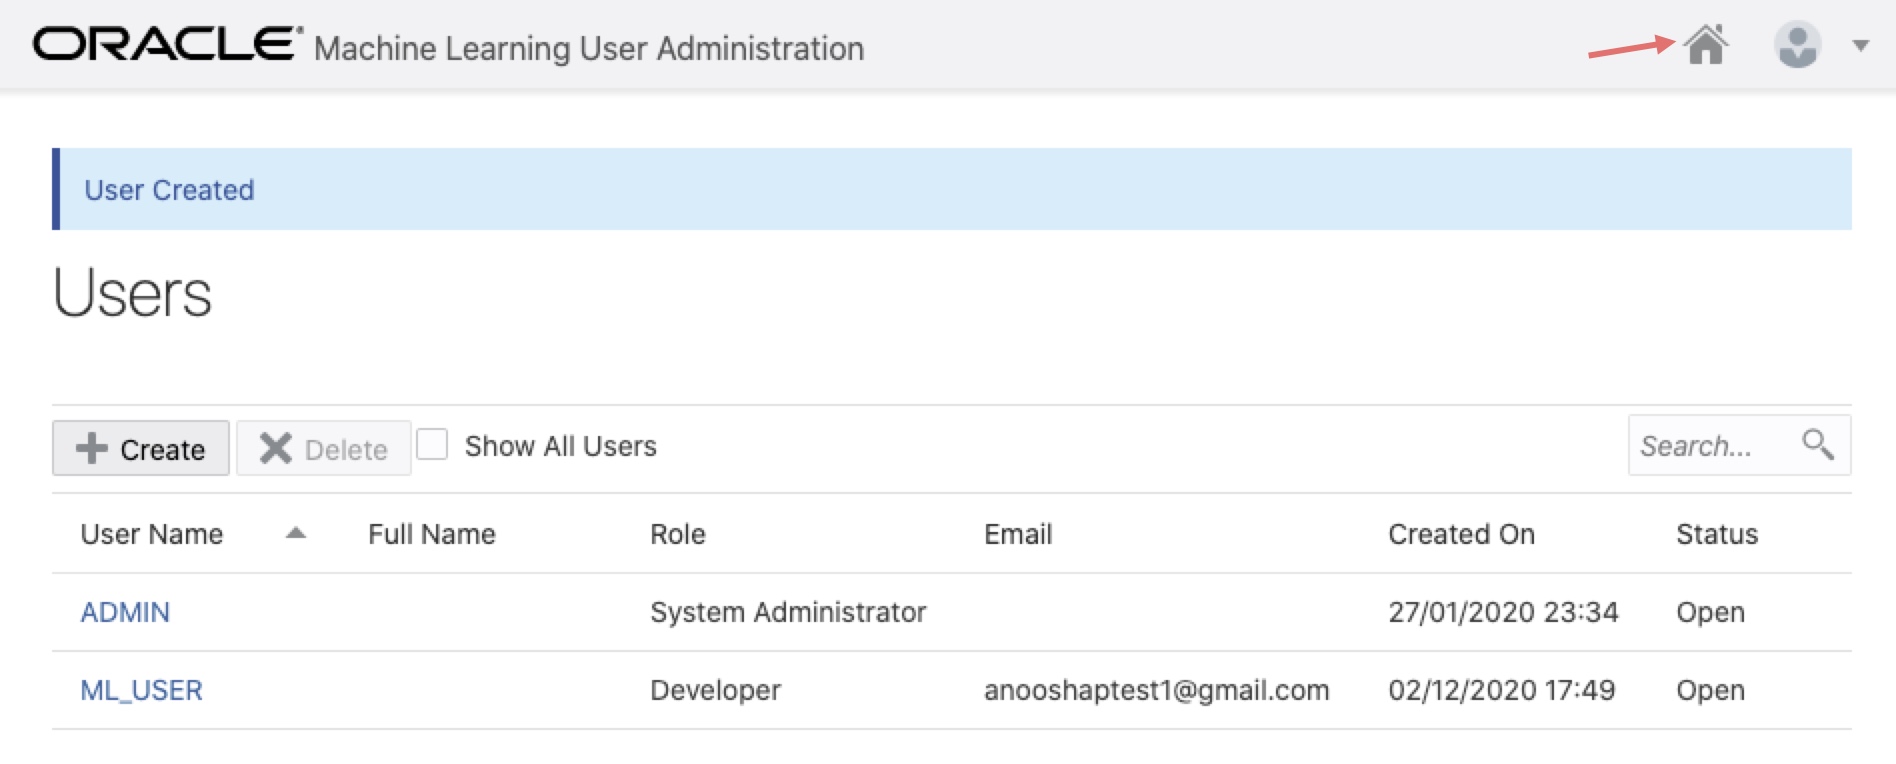 ORACLE® Machine Learning User Administration
User Created
Users
Create Delete Show All Users Search...
User Name Full Name Role Email Created On Status
ADMIN System Administrator 27/01/2020 23:34 Open
ML_USER Developer anooshaptest1@gmail.com 02/12/2020 17:49 Open